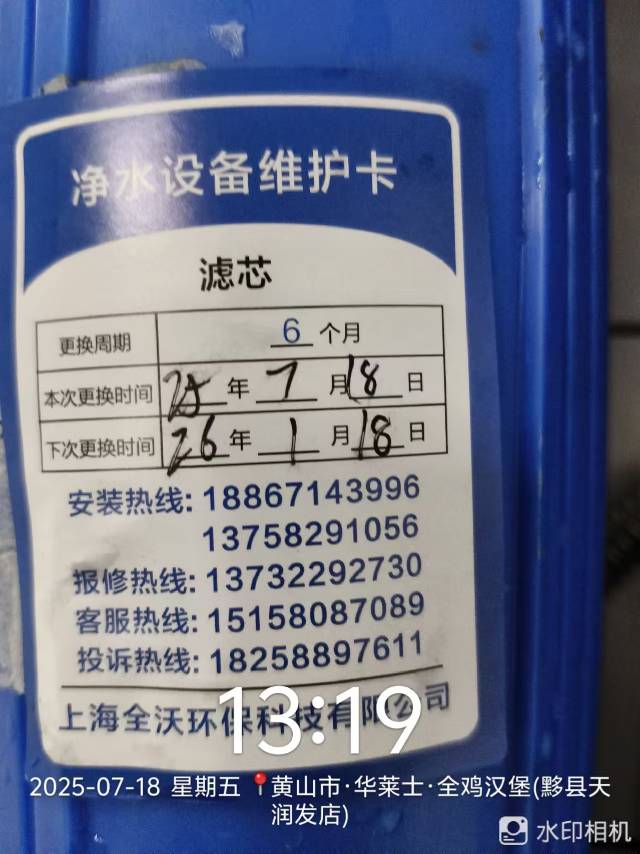 净水设备维护卡
滤芯
更换周期 6 个月
本次更换时间 25 年 7 月 18 日
下次更换时间 26 年 1 月 18 日
安装热线: 18867143996
13758291056
报修热线: 13732292730
客服热线: 15158087089
投诉热线: 18258897611
上海全沃环保科技有限公司
13:19
2025-07-18 星期五 黄山市·华莱士·全鸡汉堡(黟县天
润发店)
水印相机